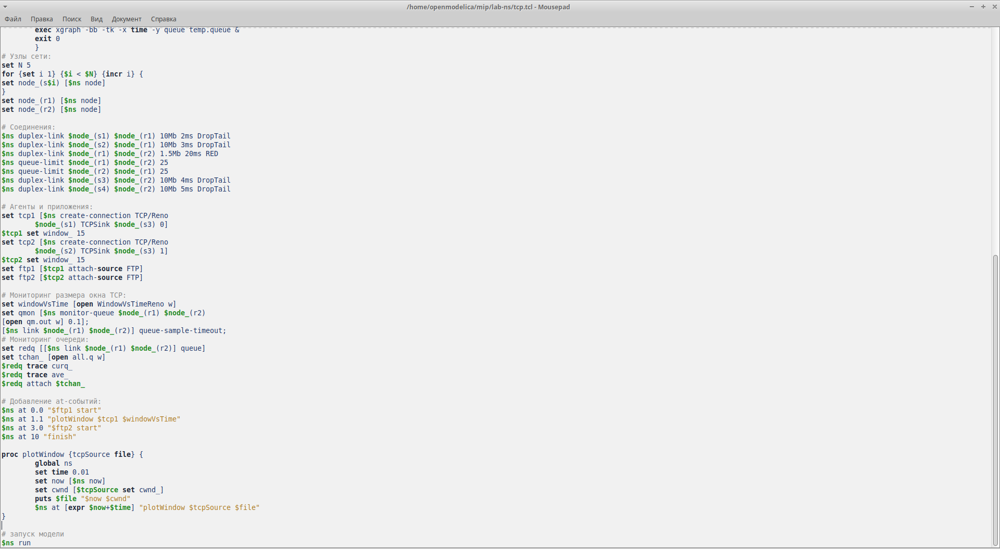 /home/openmodelica/mip/lab-ns/tcp.tcl - Mousepad
Файл Правка Поиск Вид Документ Справка
        exec xgraph -bb -tk -x time -y queue temp.queue &
        exit 0
        }
# Узлы сети:
set N 5
for {set i 1} {$i < $N} {incr i} {
set node_(s$i) [$ns node]
}
set node_(r1) [$ns node]
set node_(r2) [$ns node]

# Соединения:
$ns duplex-link $node_(s1) $node_(r1) 10Mb 2ms DropTail
$ns duplex-link $node_(s2) $node_(r1) 10Mb 3ms DropTail
$ns duplex-link $node_(r1) $node_(r2) 1.5Mb 20ms RED
$ns queue-limit $node_(r1) $node_(r2) 25
$ns queue-limit $node_(r2) $node_(r1) 25
$ns duplex-link $node_(s3) $node_(r2) 10Mb 4ms DropTail
$ns duplex-link $node_(s4) $node_(r2) 10Mb 5ms DropTail

# Агенты и приложения:
set tcp1 [$ns create-connection TCP/Reno
        $node_(s1) TCPSink $node_(s3) 0]
$tcp1 set window_ 15
set tcp2 [$ns create-connection TCP/Reno
        $node_(s2) TCPSink $node_(s3) 1]
$tcp2 set window_ 15
set ftp1 [$tcp1 attach-source FTP]
set ftp2 [$tcp2 attach-source FTP]

# Мониторинг размера окна TCP:
set windowVsTime [open WindowVsTimeReno w]
set qmon [$ns monitor-queue $node_(r1) $node_(r2)
[open qm.out w] 0.1];
[$ns link $node_(r1) $node_(r2)] queue-sample-timeout;
# Мониторинг очереди:
set redq [[$ns link $node_(r1) $node_(r2)] queue]
set tchan_ [open all.q w]
$redq trace curq_
$redq trace ave_
$redq attach $tchan_

# Добавление at-событий:
$ns at 0.0 "$ftp1 start"
$ns at 1.1 "plotWindow $tcp1 $windowVsTime"
$ns at 3.0 "$ftp2 start"
$ns at 10 "finish"

proc plotWindow {tcpSource file} {
        global ns
        set time 0.01
        set now [$ns now]
        set cwnd [$tcpSource set cwnd_]
        puts $file "$now $cwnd"
        $ns at [expr $now+$time] "plotWindow $tcpSource $file"
}

# запуск модели
$ns run